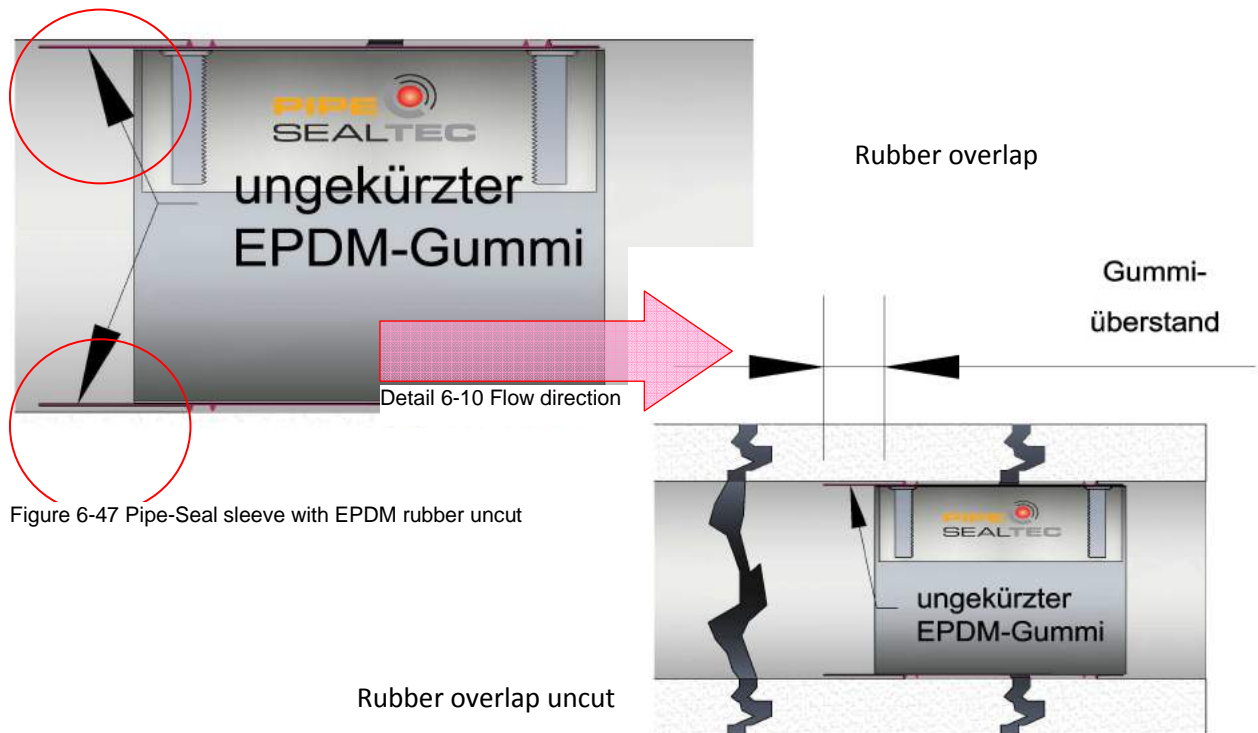 PIPE
SEALTEC
ungekürzter
EPDM-Gummi
Rubber overlap
Gummi-
überstand
Detail 6-10 Flow direction
Figure 6-47 Pipe-Seal sleeve with EPDM rubber uncut
PIPE
SEALTEC
ungekürzter
EPDM-Gummi
Rubber overlap uncut